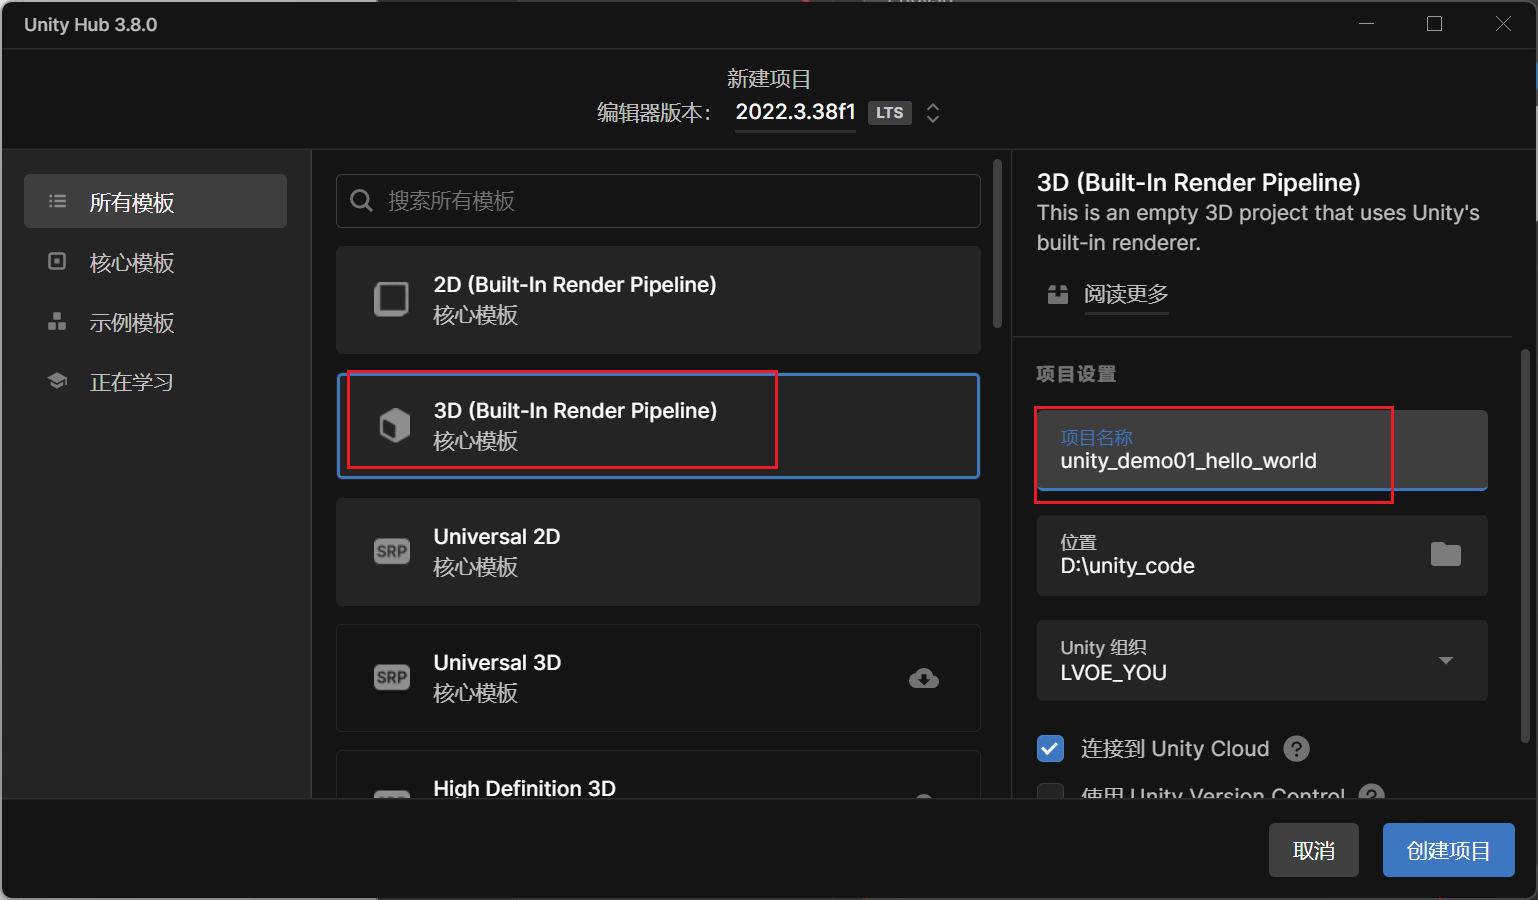 Unity Hub 3.8.0
新建项目
编辑器版本： 2022.3.38f1 LTS
所有模板
核心模板
示例模板
正在学习
搜索所有模板
2D (Built-In Render Pipeline)
核心模板
3D (Built-In Render Pipeline)
核心模板
SRP
Universal 2D
核心模板
SRP
Universal 3D
核心模板
High Definition 3D
3D (Built-In Render Pipeline)
This is an empty 3D project that uses Unity's
built-in renderer.
阅读更多
项目设置
项目名称
unity_demo01_hello_world
位置
D:\unity_code
Unity 组织
LVOE_YOU
连接到 Unity Cloud ?
使用 Unity Version Control ?
取消
创建项目